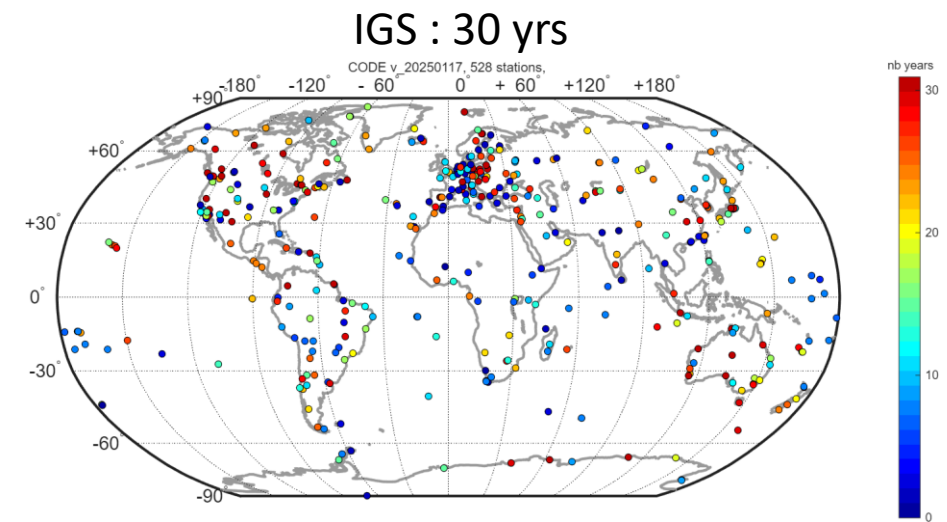 IGS : 30 yrs
CODE v_20250117, 528 stations,
nb years
-180° -120° - 60° 0° + 60° +120° +180°
+90°
+60°
+30°
0°
-30°
-60°
-90°
30
20
10
0